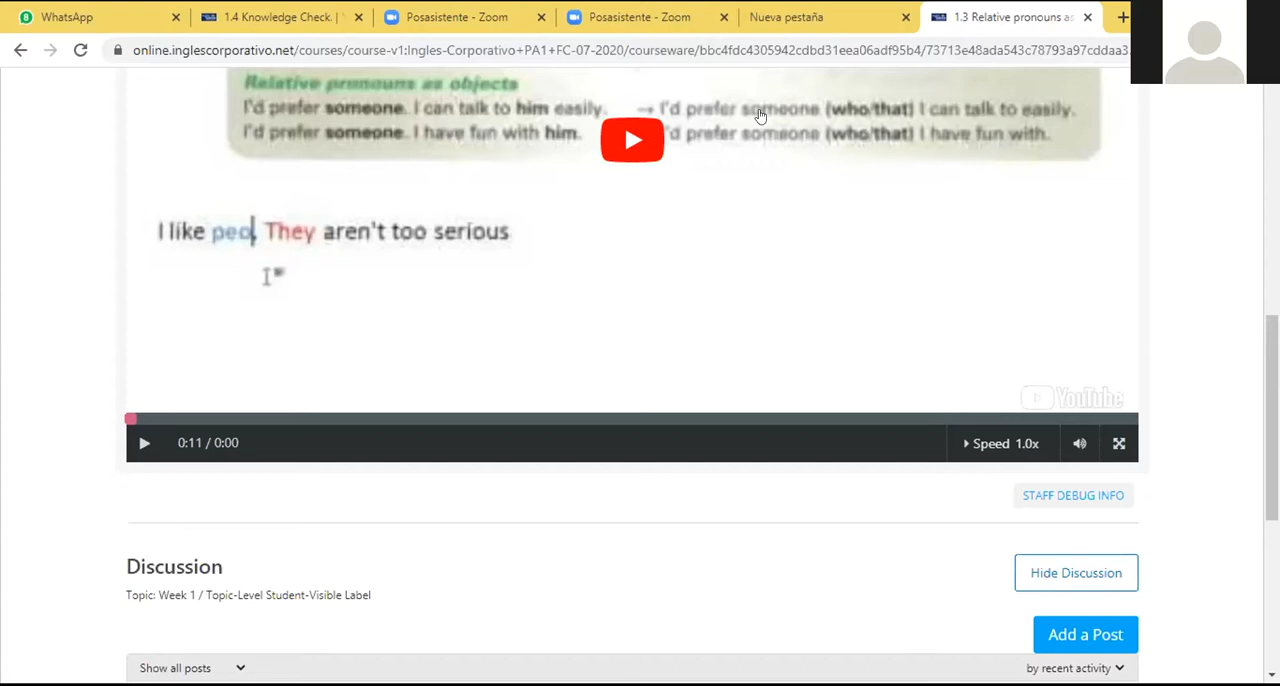 8
WhatsApp
1.4 Knowledge Check. |
Posasistente - Zoom
Posasistente - Zoom
Nueva pestaña
1.3 Relative pronouns as
online.inglescorporativo.net/courses/course-v1:Ingles-Corporativo+PA1+FC-07-2020/courseware/bbc4fdc4305942cdbd31eea06adf95b4/73713e48ada543c78793a97cddaa3
Relative pronouns as objects
I'd prefer someone. I can talk to him easily. → I'd prefer someone (who/that) I can talk to easily.
I'd prefer someone. I have fun with him. 'd prefer someone (who/that) I have fun with.
I like peo. They aren't too serious
YouTube
0:11 / 0:00
Speed 1.0x
STAFF DEBUG INFO
Discussion
Hide Discussion
Topic: Week 1 / Topic-Level Student-Visible Label
Add a Post
Show all posts
by recent activity